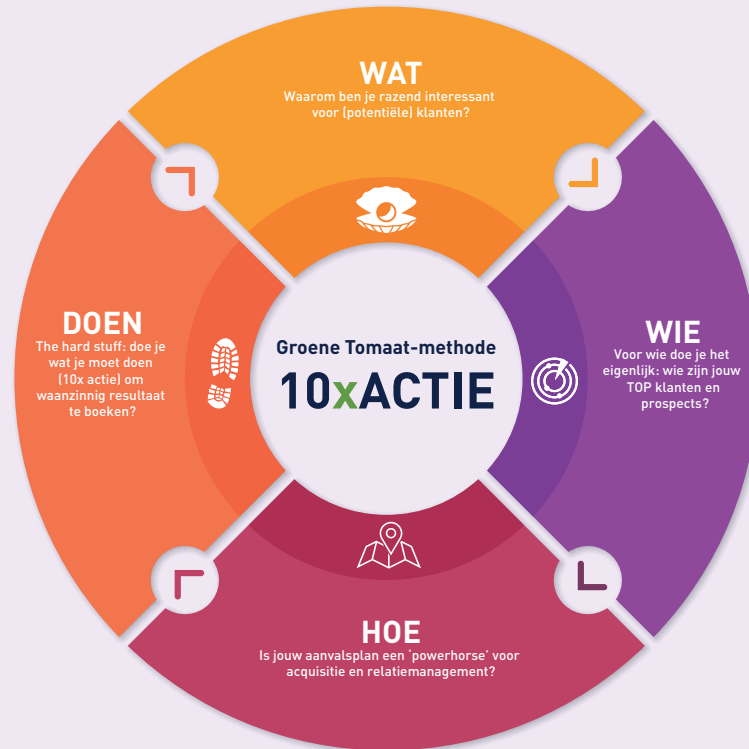 WAT
Waarom ben je razend interessant
voor (potentiële) klanten?
WIE
Voor wie doe je het
eigenlijk: wie zijn jouw
TOP klanten en
prospects?
HOE
Is jouw aanvalsplan een ‘powerhorse’ voor
acquisitie en relatiemanagement?
DOEN
The hard stuff: doe je
wat je moet doen
(10x actie) om
waanzinnig resultaat
te boeken?
Groene Tomaat-methode
10xACTIE